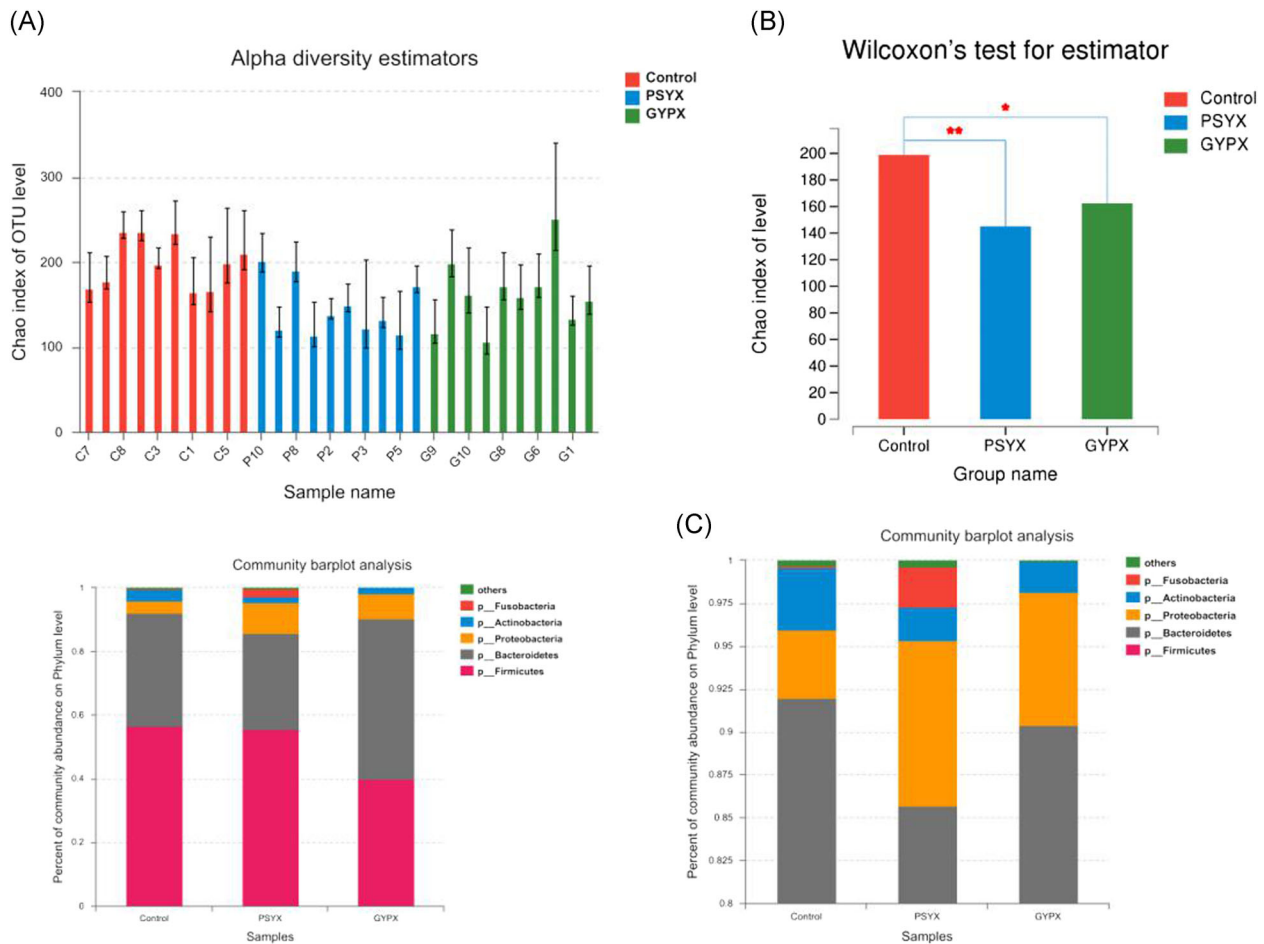 (A)
Alpha diversity estimators
Control
PSYX
GYPX
Chao index of OTU level
400
300
200
100
0
C7 C8 C3 C1 C5 P10 P8 P2 P3 P5 G9 G10 G8 G6 G1
Sample name
(B)
Wilcoxon's test for estimator
Control
PSYX
GYPX
*
**
Chao index of level
200
180
160
140
120
100
80
60
40
20
0
Control PSYX GYPX
Group name
Community barplot analysis
others
p__Fusobacteria
p__Actinobacteria
p__Proteobacteria
p__Bacteroidetes
p__Firmicutes
Percent of community abundance on Phylum level
1
0.8
0.6
0.4
0.2
0
Control PSYX GYPX
Samples
(C)
Community barplot analysis
others
p__Fusobacteria
p__Actinobacteria
p__Proteobacteria
p__Bacteroidetes
p__Firmicutes
Percent of community abundance on Phylum level
1
0.975
0.95
0.925
0.9
0.875
0.85
0.825
0.8
Control PSYX GYPX
Samples